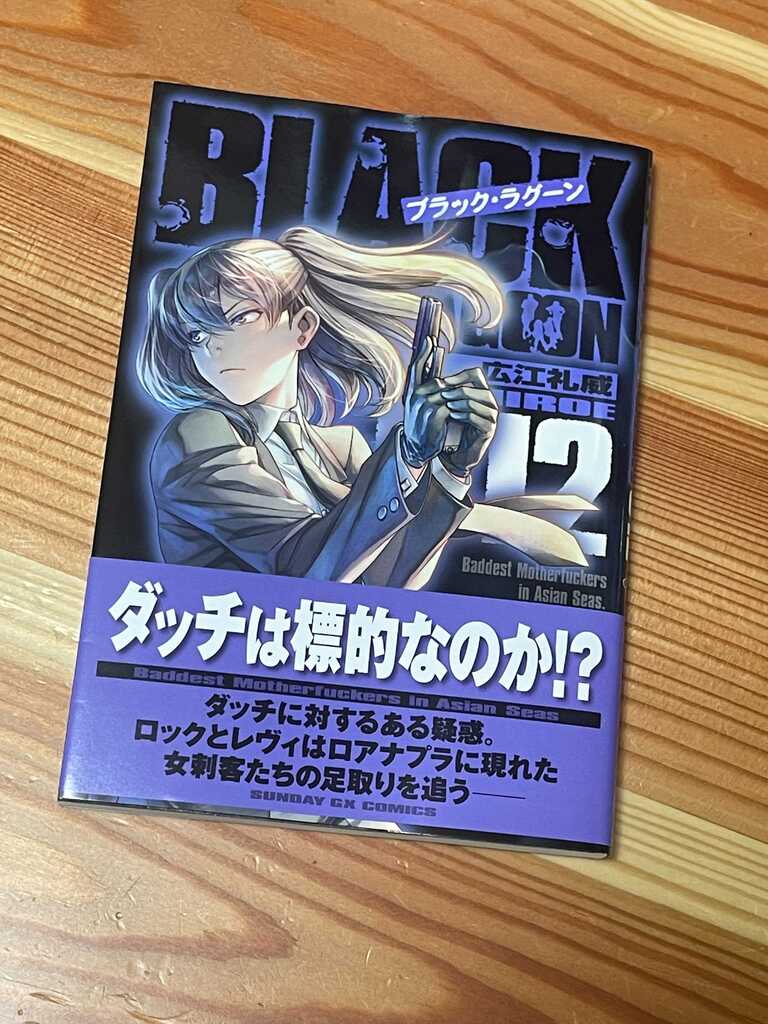 BLACK
ブラック・ラグーン
GOON
広江礼威
HIROE
12
Baddest Motherfuckers
in Asian Seas.
ダッチは標的なのか!?
Baddest Motherfuckers in Asian Seas
ダッチに対するある疑惑。
ロックとレヴィはロアナプラに現れた
女刺客たちの足取りを追う——
SUNDAY GX COMICS